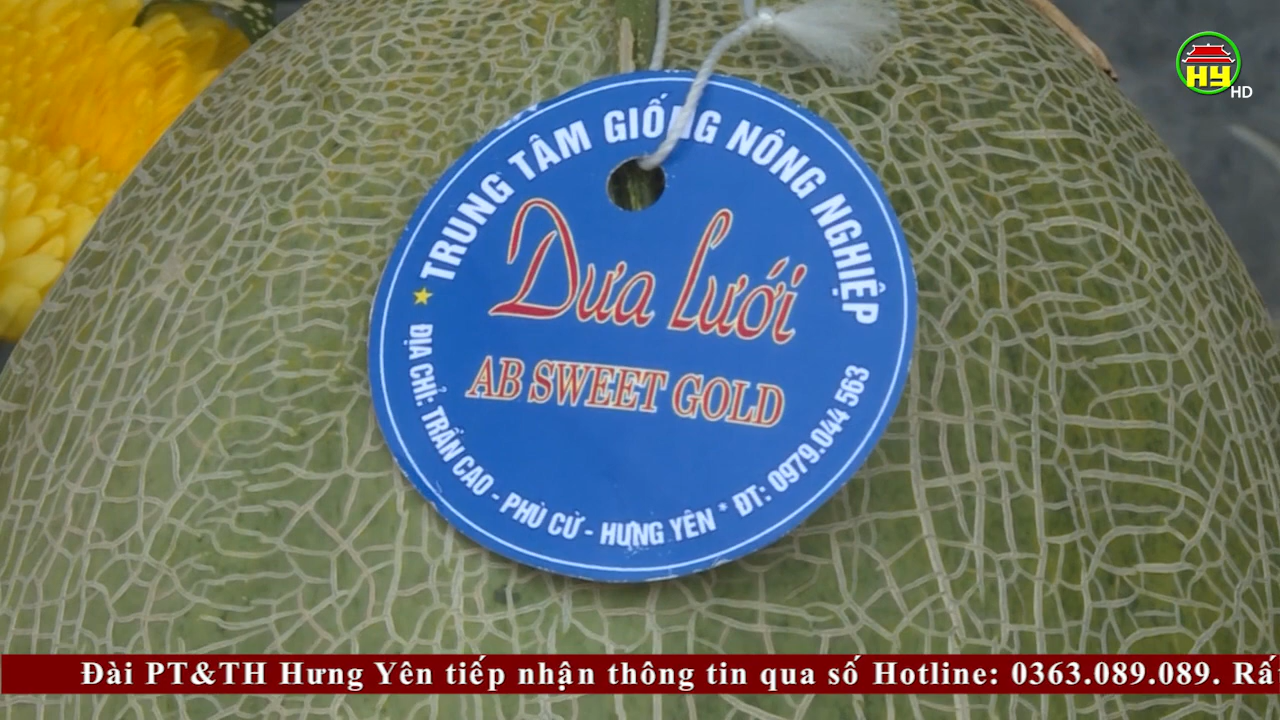 HY
HD
TRUNG TÂM GIỐNG NÔNG NGHIỆP
Dưa lưới
AB SWEET GOLD
ĐỊA CHỈ: TRẦN CAO - PHÙ CỪ - HƯNG YÊN * ĐT: 0979.044 563
Đài PT&TH Hưng Yên tiếp nhận thông tin qua số Hotline: 0363.089.089.